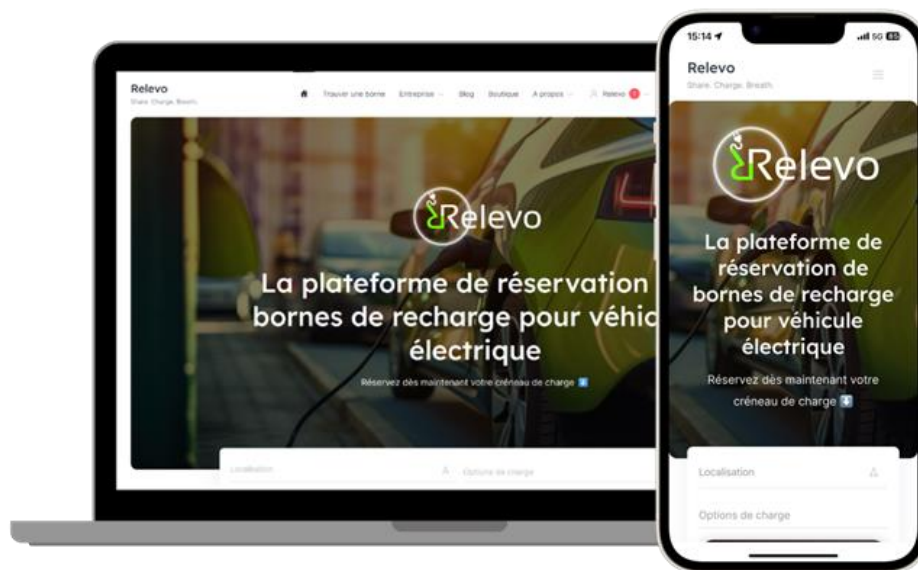 Relevo
Share. Charge. Breath.
Trouver une borne Entreprise Blog Boutique A propos Relevo
Relevo
La plateforme de réservation
bornes de recharge pour véhic
électrique
Réservez dès maintenant votre créneau de charge
Localisation Options de charge
15:14 5G 85
Relevo
Share. Charge. Breath.
Relevo
La plateforme de
réservation de
bornes de recharge
pour véhicule
électrique
Réservez dès maintenant votre
créneau de charge
Localisation
Options de charge